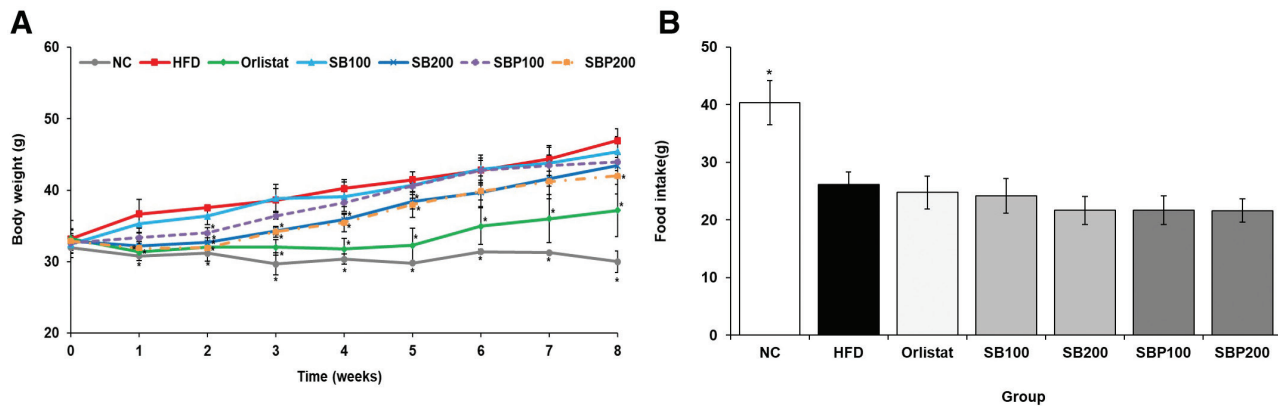 A
60
50
40
30
20
NC HFD Orlistat SB100 SB200 SBP100 SBP200
Body weight (g)
* * * * * * * *
0 1 2 3 4 5 6 7 8
Time (weeks)
B
50
40
30
20
10
0
Food intake(g)
*
NC HFD Orlistat SB100 SB200 SBP100 SBP200
Group